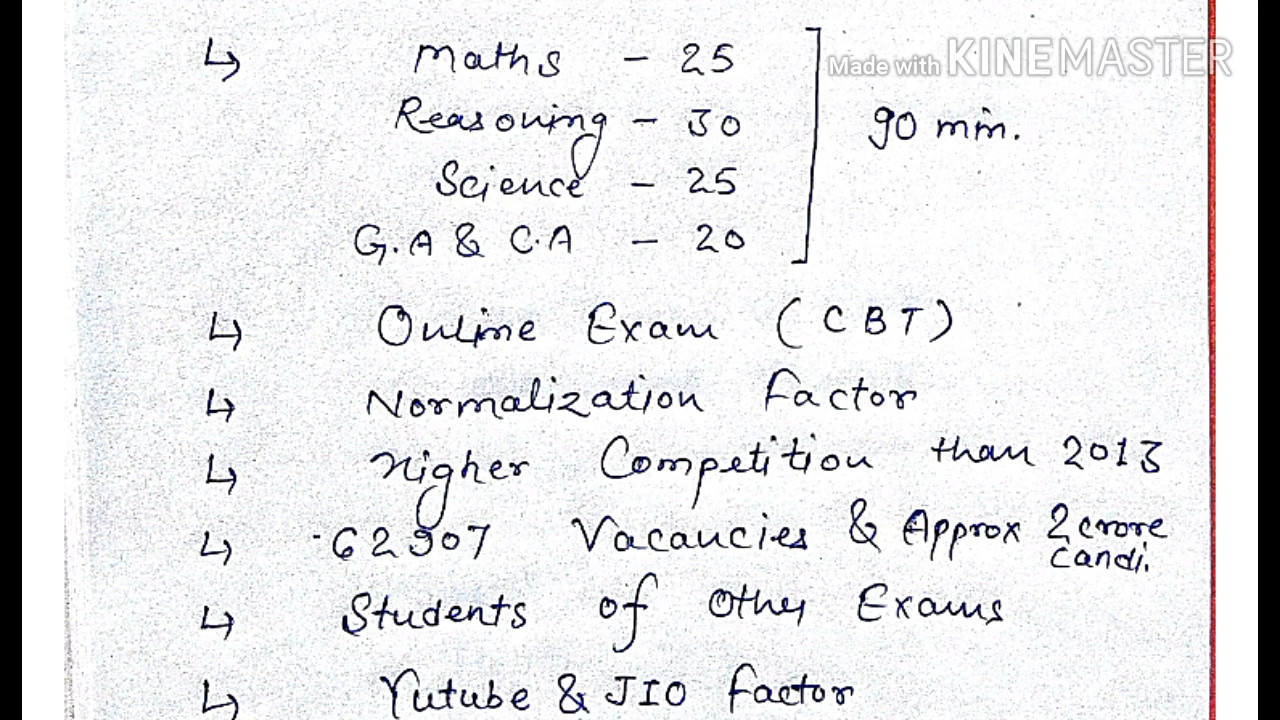 Made with KINEMASTER
↳ Maths - 25
Reasoning - 30
90 min.
Science - 25
G.A & C.A - 20
↳ Online Exam (CBT)
↳ Normalization factor
↳ Higher Competition than 2013
↳ 62907 Vacancies & Approx 2 crore
candi.
↳ Students of Other Exams
↳ Yutube & JIO factor